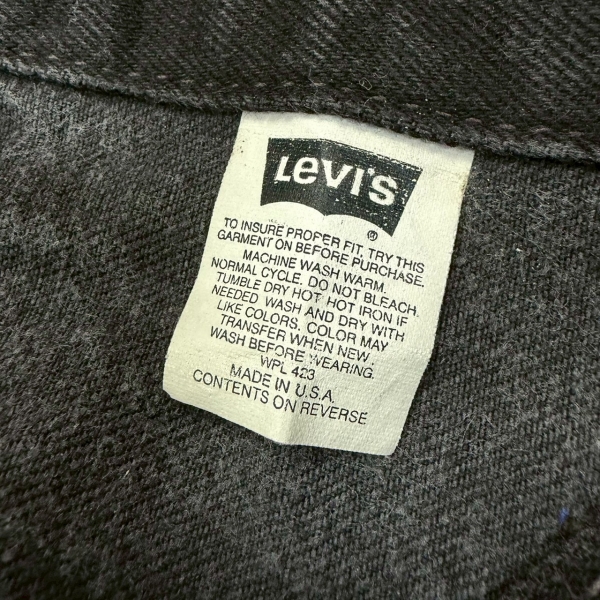 Levi's
®
TO INSURE PROPER FIT, TRY THIS
GARMENT ON BEFORE PURCHASE.
MACHINE WASH WARM.
NORMAL CYCLE. DO NOT BLEACH.
TUMBLE DRY HOT HOT IRON IF
NEEDED WASH AND DRY WITH
LIKE COLORS. COLOR MAY
TRANSFER WHEN NEW.
WASH BEFORE WEARING.
WPL 423
MADE IN U.S.A.
CONTENTS ON REVERSE